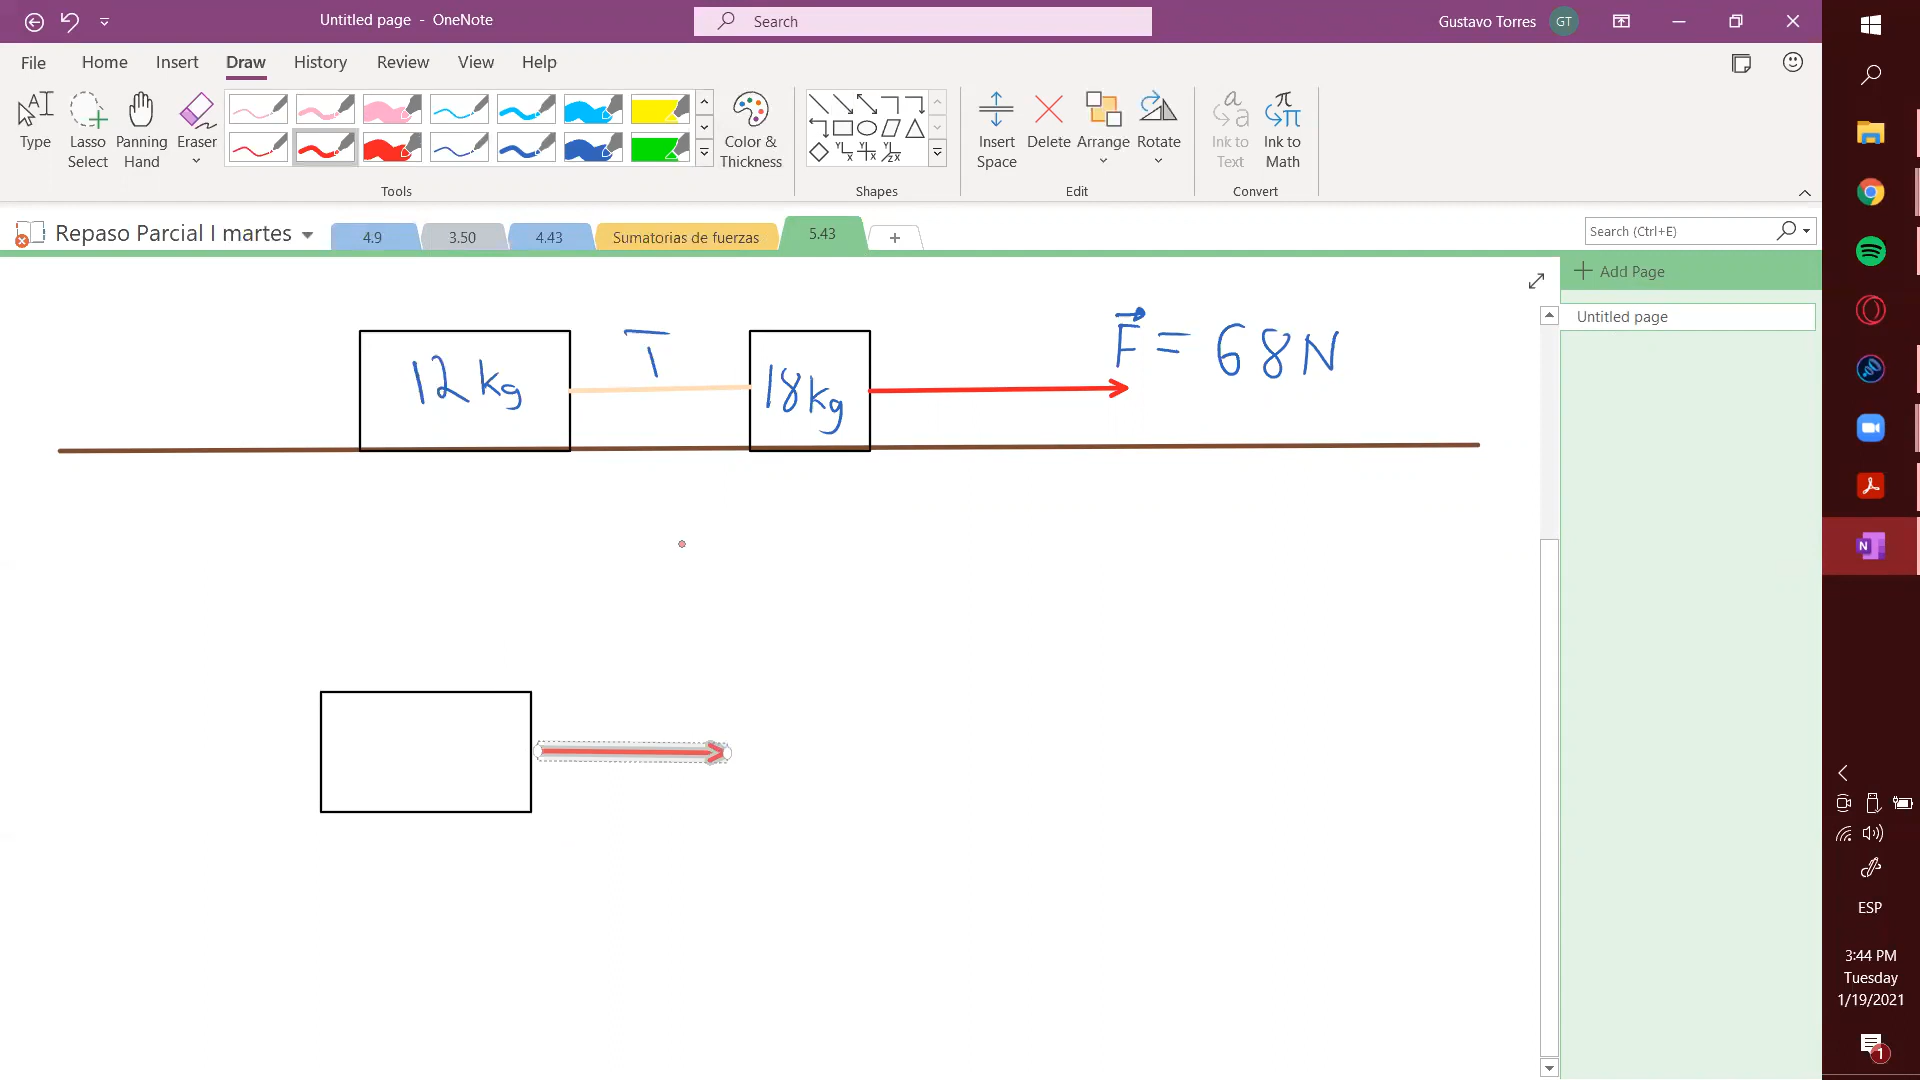 Untitled page - OneNote
Search
Gustavo Torres
GT
File
Home
Insert
Draw
History
Review
View
Help
Type
Lasso
Select
Panning
Hand
Eraser
Color &
Thickness
Insert
Space
Delete
Arrange
Rotate
Ink to
Text
Ink to
Math
Tools
Shapes
Edit
Convert
Repaso Parcial I martes
4.9
3.50
4.43
Sumatorias de fuerzas
5.43
Search (Ctrl+E)
Add Page
Untitled page
12 kg
T
18 kg
F = 68 N
ESP
3:44 PM
Tuesday
1/19/2021
1